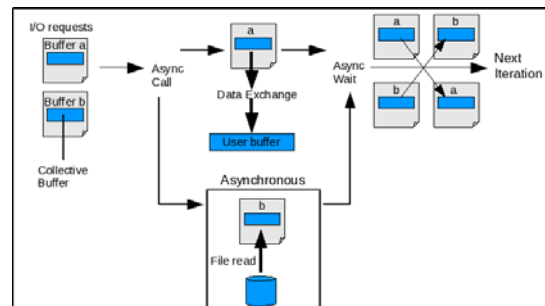 I/O requests
Buffer a
Buffer b
Collective
Buffer
Async
Call
a
Data Exchange
User buffer
Asynchronous
b
File read
Async
Wait
a
b
b
a
Next
Iteration